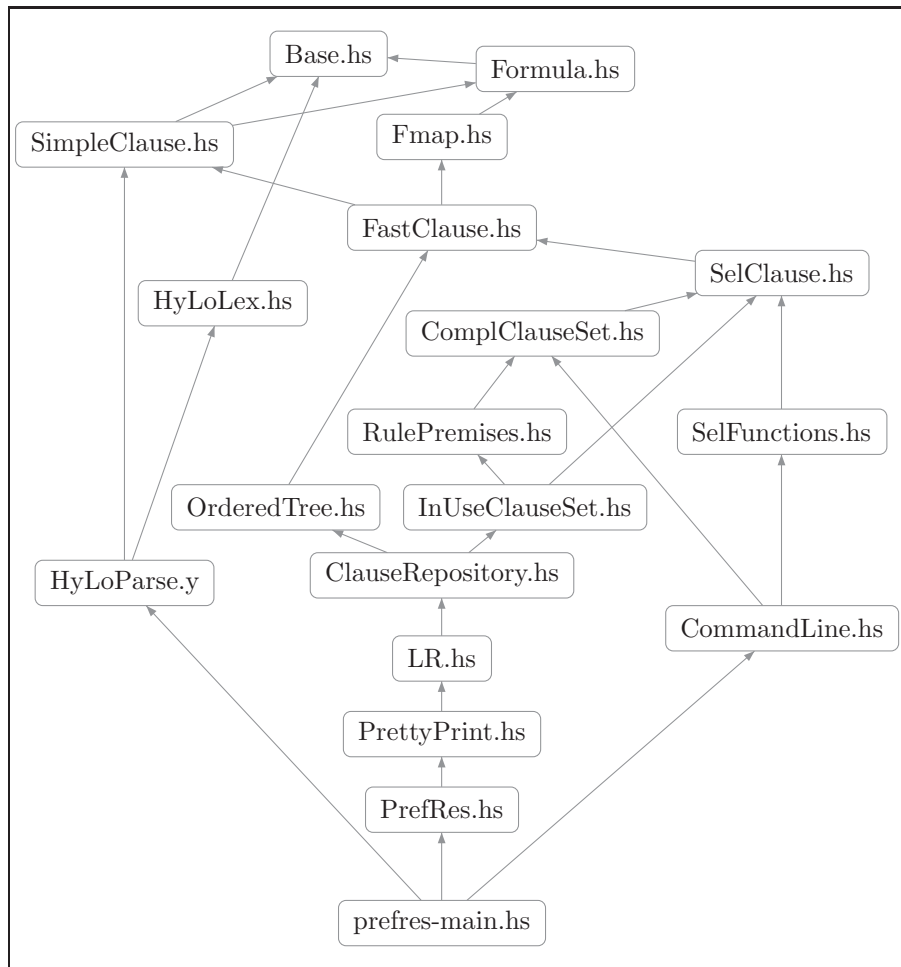 Base.hs
Formula.hs
SimpleClause.hs
Fmap.hs
FastClause.hs
SelClause.hs
HyLoLex.hs
ComplClauseSet.hs
RulePremises.hs
SelFunctions.hs
OrderedTree.hs
InUseClauseSet.hs
HyLoParse.y
ClauseRepository.hs
CommandLine.hs
LR.hs
PrettyPrint.hs
PrefRes.hs
prefres-main.hs